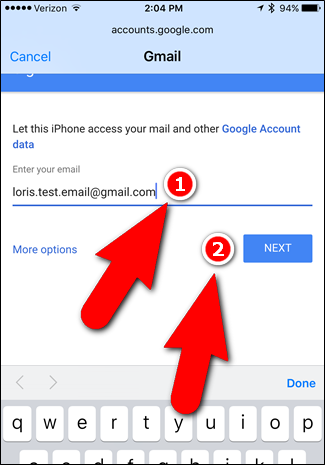 Verizon 2:04 PM 94%
accounts.google.com
Cancel Gmail
Let this iPhone access your mail and other Google Account
data
Enter your email
loris.test.email@gmail.com
1
2
More options NEXT
Done
q w e r t y u i o p